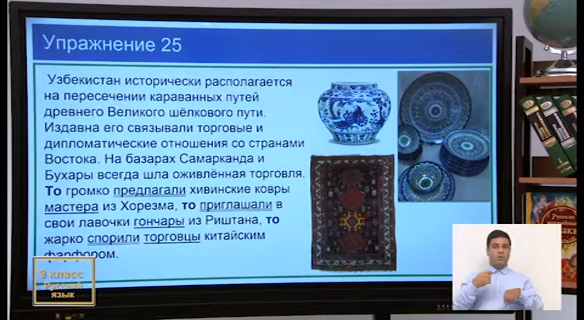 Упражнение 25
Узбекистан исторически располагается
на пересечении караванных путей
древнего Великого шёлкового пути.
Издавна его связывали торговые и
дипломатические отношения со странами
Востока. На базарах Самарканда и
Бухары всегда шла оживлённая торговля.
То громко предлагали хивинские ковры
мастера из Хорезма, то приглашали в
свои лавочки гончары из Риштана, то
жарко спорили торговцы китайским
фарфором.
9 класс
Русский
язык